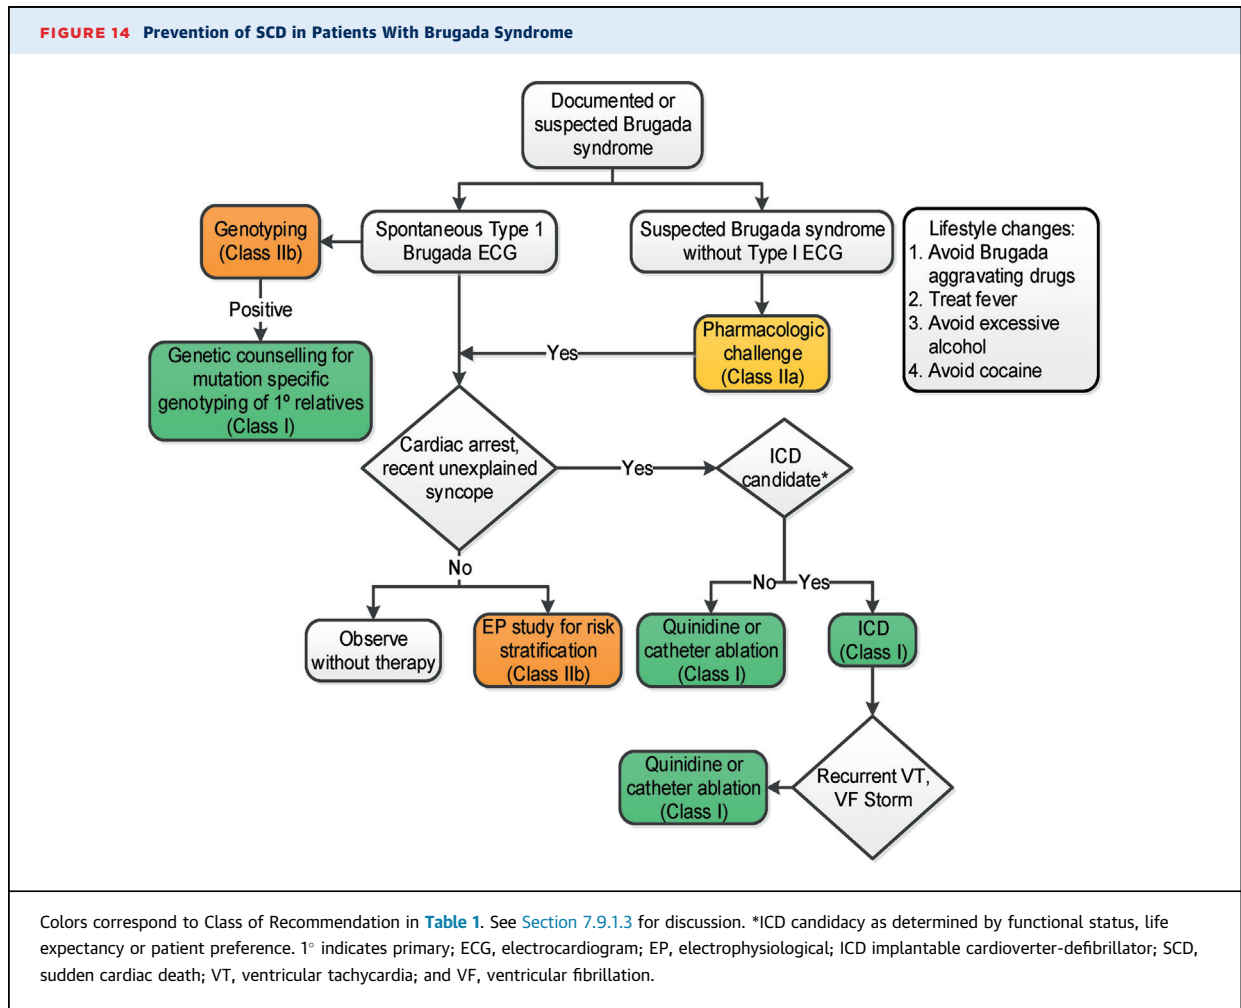 FIGURE 14 Prevention of SCD in Patients With Brugada Syndrome
Documented or
suspected Brugada
syndrome
Genotyping
(Class IIb)
Spontaneous Type 1
Brugada ECG
Suspected Brugada syndrome
without Type I ECG
Lifestyle changes:
1. Avoid Brugada
aggravating drugs
2. Treat fever
3. Avoid excessive
alcohol
4. Avoid cocaine
Positive
Genetic counselling for
mutation specific
genotyping of 1º relatives
(Class I)
Yes
Pharmacologic
challenge
(Class IIa)
Cardiac arrest,
recent unexplained
syncope
Yes
ICD
candidate*
No
No
Yes
Observe
without therapy
EP study for risk
stratification
(Class IIb)
Quinidine or
catheter ablation
(Class I)
ICD
(Class I)
Quinidine or
catheter ablation
(Class I)
Recurrent VT,
VF Storm
Colors correspond to Class of Recommendation in Table 1. See Section 7.9.1.3 for discussion. *ICD candidacy as determined by functional status, life
expectancy or patient preference. 1° indicates primary; ECG, electrocardiogram; EP, electrophysiological; ICD implantable cardioverter-defibrillator; SCD,
sudden cardiac death; VT, ventricular tachycardia; and VF, ventricular fibrillation.